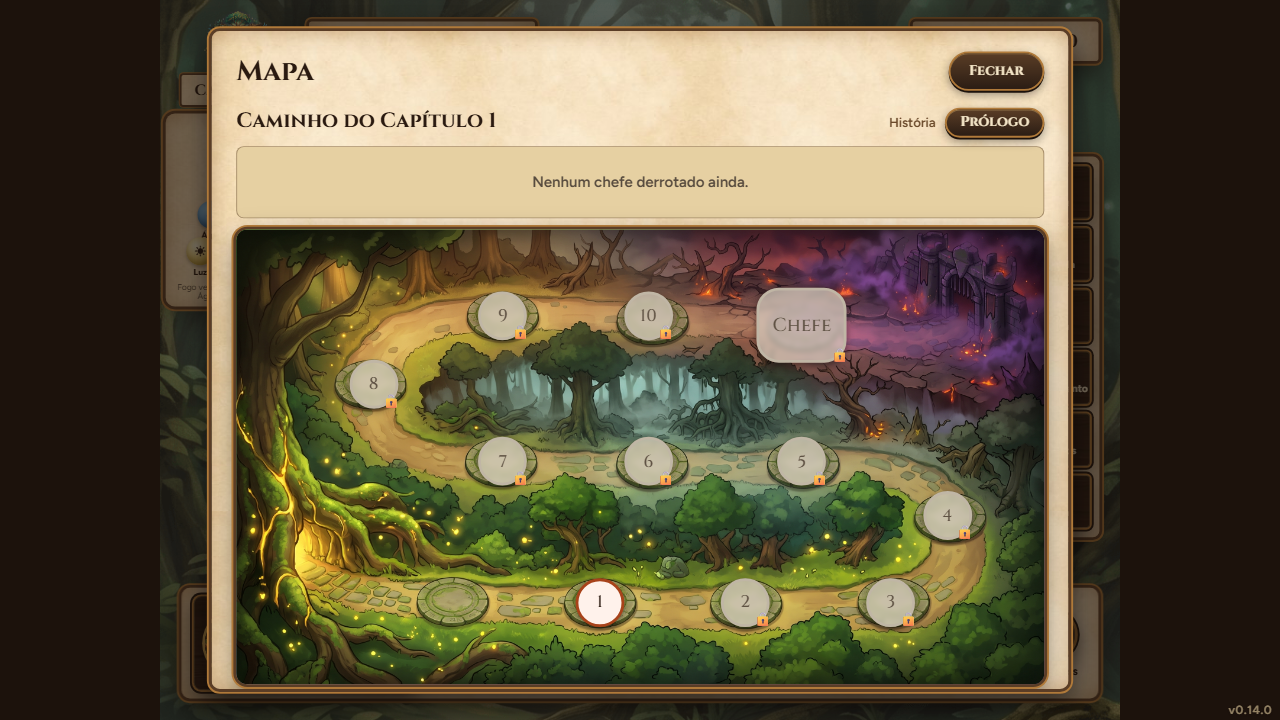 Mapa
Fechar
Caminho do Capítulo 1
História
Prólogo
Nenhum chefe derrotado ainda.
9
10
Chefe
8
7
6
5
4
1
2
3
v0.14.0